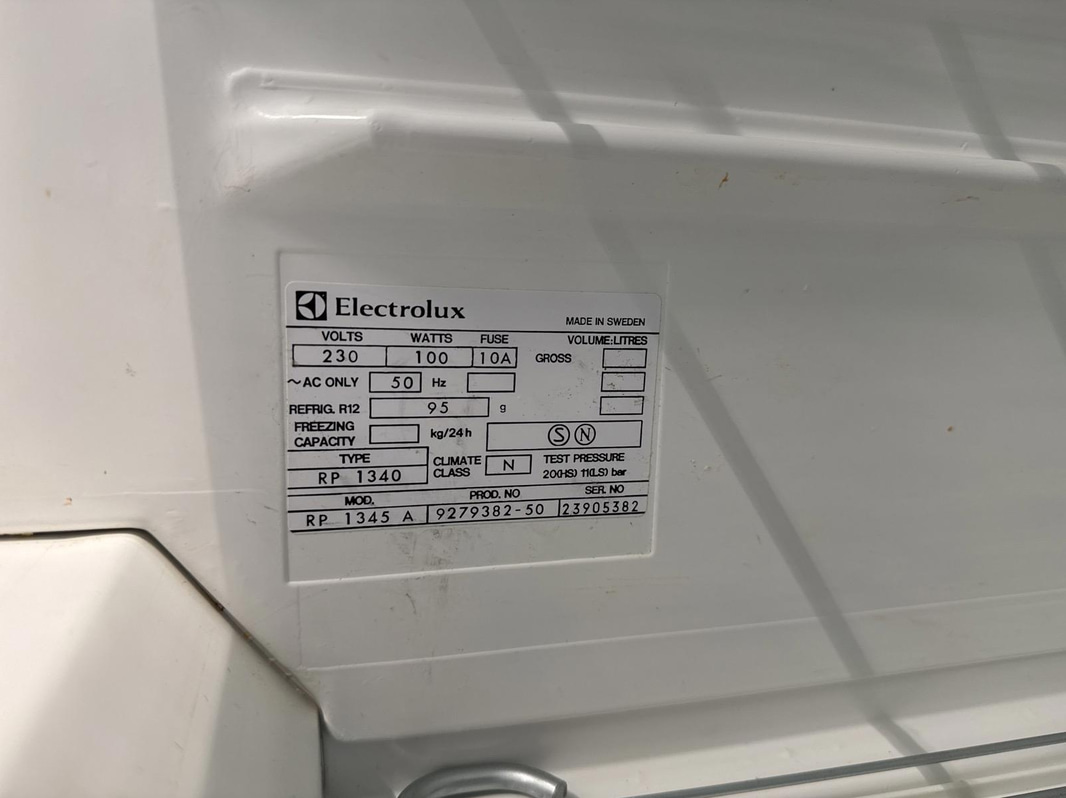 Electrolux
MADE IN SWEDEN
VOLTS WATTS FUSE VOLUME:LITRES
230 100 10A GROSS
~AC ONLY 50 Hz
REFRIG. R12 95 g
FREEZING CAPACITY kg/24h S N
TYPE CLIMATE CLASS N TEST PRESSURE
RP 1340 20(HS) 11(LS) bar
MOD. PROD. NO SER. NO
RP 1345 A 9279382-50 23905382